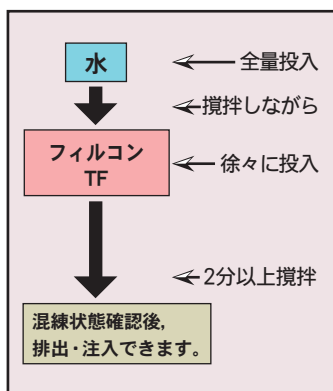 水
全量投入
撹拌しながら
フィルコン
TF
徐々に投入
2分以上撹拌
混練状態確認後,
排出・注入できます。